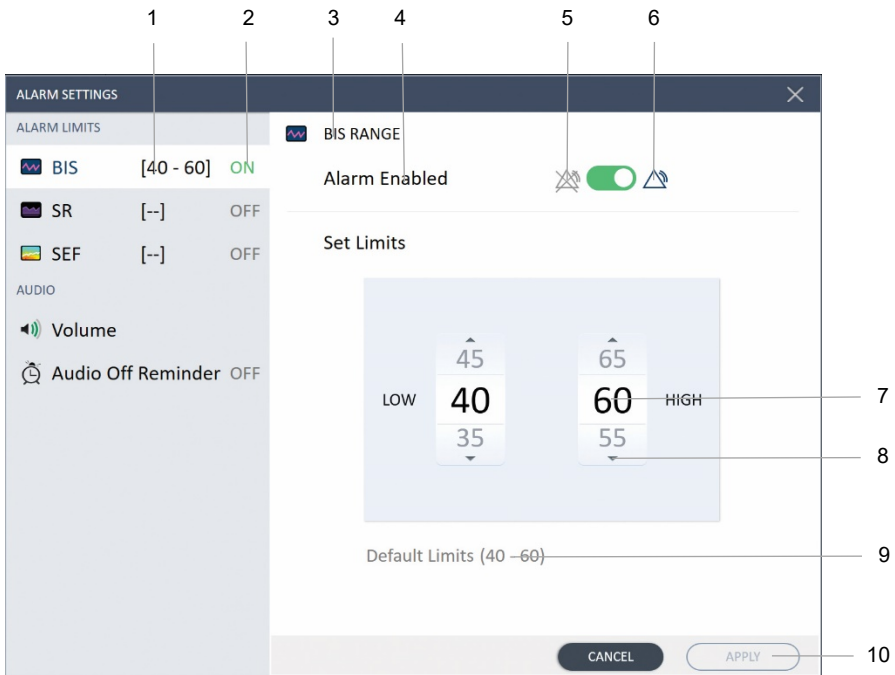 1 2 3 4 5 6
ALARM SETTINGS
ALARM LIMITS
BIS [40 - 60] ON
SR [--] OFF
SEF [--] OFF
AUDIO
Volume
Audio Off Reminder OFF
BIS RANGE
Alarm Enabled
Set Limits
45 65
LOW 40 60 HIGH 7
35 55 8
Default Limits (40 - 60) 9
CANCEL APPLY 10